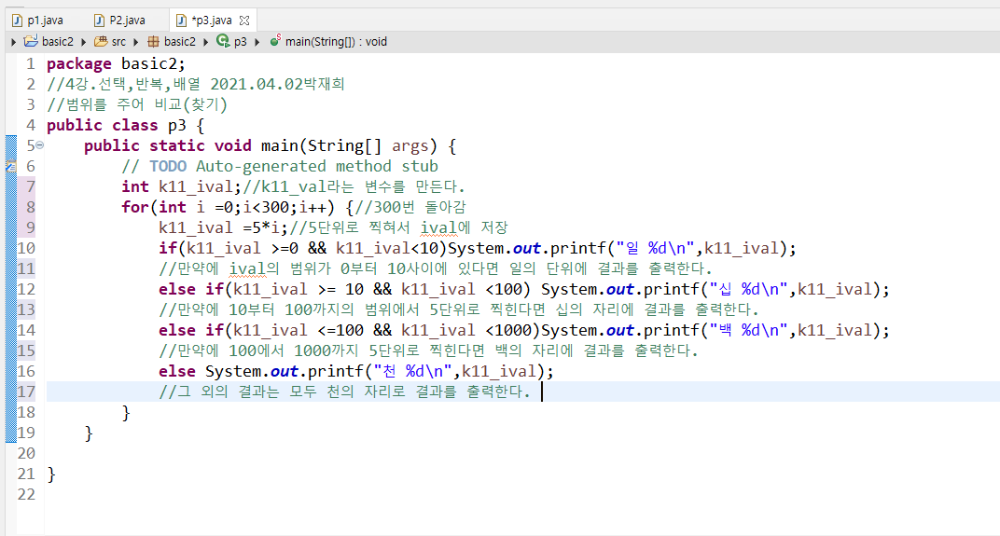 p1.java P2.java *p3.java
basic2 src basic2 p3 main(String[]) : void
1 package basic2;
2 //4강.선택,반복,배열 2021.04.02박재희
3 //범위를 주어 비교(찾기)
4 public class p3 {
5 public static void main(String[] args) {
6 // TODO Auto-generated method stub
7 int k11_ival;//k11_val라는 변수를 만든다.
8 for(int i =0;i<300;i++) {//300번 돌아감
9 k11_ival =5*i;//5단위로 찍혀서 ival에 저장
10 if(k11_ival >=0 && k11_ival<10)System.out.printf("일 %d\n",k11_ival);
11 //만약에 ival의 범위가 0부터 10사이에 있다면 일의 단위에 결과를 출력한다.
12 else if(k11_ival >= 10 && k11_ival <100) System.out.printf("십 %d\n",k11_ival);
13 //만약에 10부터 100까지의 범위에서 5단위로 찍힌다면 십의 자리에 결과를 출력한다.
14 else if(k11_ival <=100 && k11_ival <1000)System.out.printf("백 %d\n",k11_ival);
15 //만약에 100에서 1000까지 5단위로 찍힌다면 백의 자리에 결과를 출력한다.
16 else System.out.printf("천 %d\n",k11_ival);
17 //그 외의 결과는 모두 천의 자리로 결과를 출력한다.
18 }
19 }
20
21 }
22